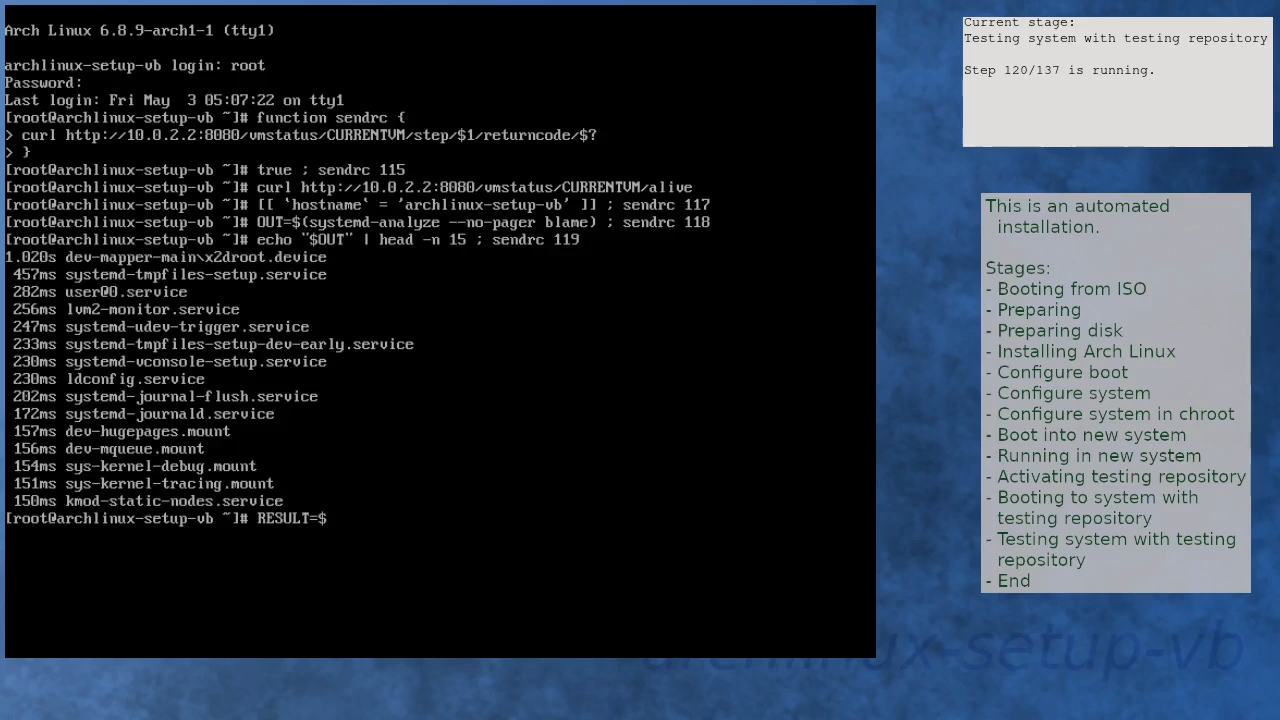 Arch Linux 6.8.9-arch1-1 (tty1)
archlinux-setup-vb login: root
Password:
Last login: Fri May  3 05:07:22 on tty1
[root@archlinux-setup-vb ~]# function sendrc {
> curl http://10.0.2.2:8080/vmstatus/CURRENTVM/step/$1/returncode/$?
> }
[root@archlinux-setup-vb ~]# true ; sendrc 115
[root@archlinux-setup-vb ~]# curl http://10.0.2.2:8080/vmstatus/CURRENTVM/alive
[root@archlinux-setup-vb ~]# [[ `hostname` = 'archlinux-setup-vb' ]] ; sendrc 117
[root@archlinux-setup-vb ~]# OUT=$(systemd-analyze --no-pager blame) ; sendrc 118
[root@archlinux-setup-vb ~]# echo "$OUT" | head -n 15 ; sendrc 119
1.020s dev-mapper-main\x2droot.device
 457ms systemd-tmpfiles-setup.service
 282ms user@0.service
 256ms lvm2-monitor.service
 247ms systemd-udev-trigger.service
 233ms systemd-tmpfiles-setup-dev-early.service
 230ms systemd-vconsole-setup.service
 230ms ldconfig.service
 202ms systemd-journal-flush.service
 172ms systemd-journald.service
 157ms dev-hugepages.mount
 156ms dev-mqueue.mount
 154ms sys-kernel-debug.mount
 151ms sys-kernel-tracing.mount
 150ms kmod-static-nodes.service
[root@archlinux-setup-vb ~]# RESULT=$
Current stage:
Testing system with testing repository
Step 120/137 is running.
This is an automated
installation.
Stages:
- Booting from ISO
- Preparing
- Preparing disk
- Installing Arch Linux
- Configure boot
- Configure system
- Configure system in chroot
- Boot into new system
- Running in new system
- Activating testing repository
- Booting to system with
testing repository
- Testing system with testing
repository
- End
x-setup-vb